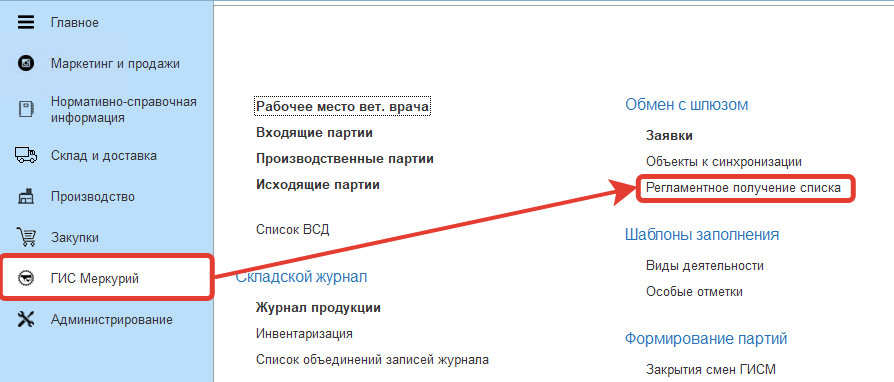 Главное
Маркетинг и продажи
Нормативно-справочная
информация
Склад и доставка
Производство
Закупки
ГИС Меркурий
Администрирование
Рабочее место вет. врача
Входящие партии
Производственные партии
Исходящие партии
Список ВСД
Складской журнал
Журнал продукции
Инвентаризация
Список объединений записей журнала
Обмен с шлюзом
Заявки
Объекты к синхронизации
Регламентное получение списка
Шаблоны заполнения
Виды деятельности
Особые отметки
Формирование партий
Закрытия смен ГИСМ